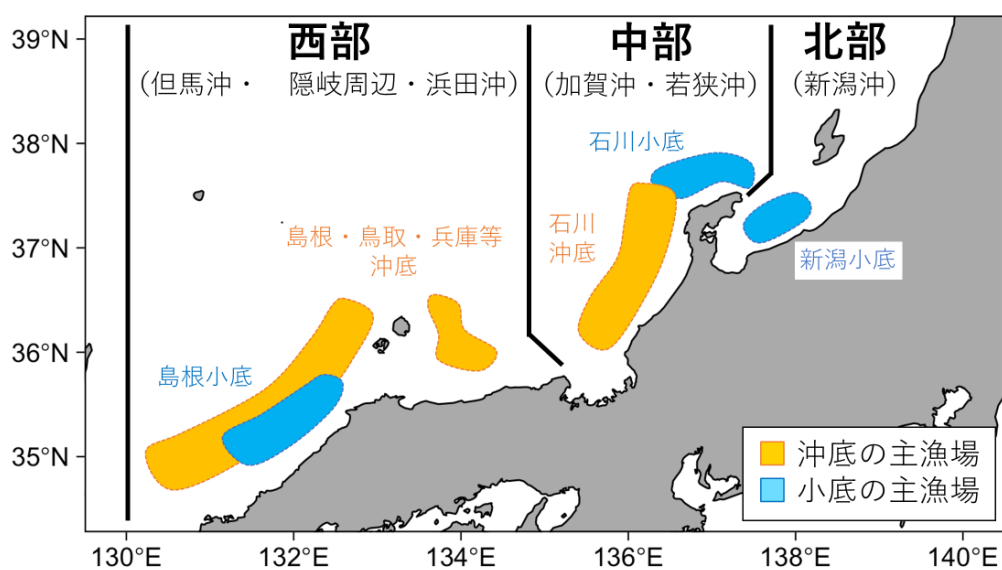 西部
中部
北部
（但馬沖・　隠岐周辺・浜田沖）
（加賀沖・若狭沖）
（新潟沖）
石川小底
島根・鳥取・兵庫等
沖底
石川
沖底
新潟小底
島根小底
沖底の主漁場
小底の主漁場
39°N
38°N
37°N
36°N
35°N
130°E
132°E
134°E
136°E
138°E
140°E